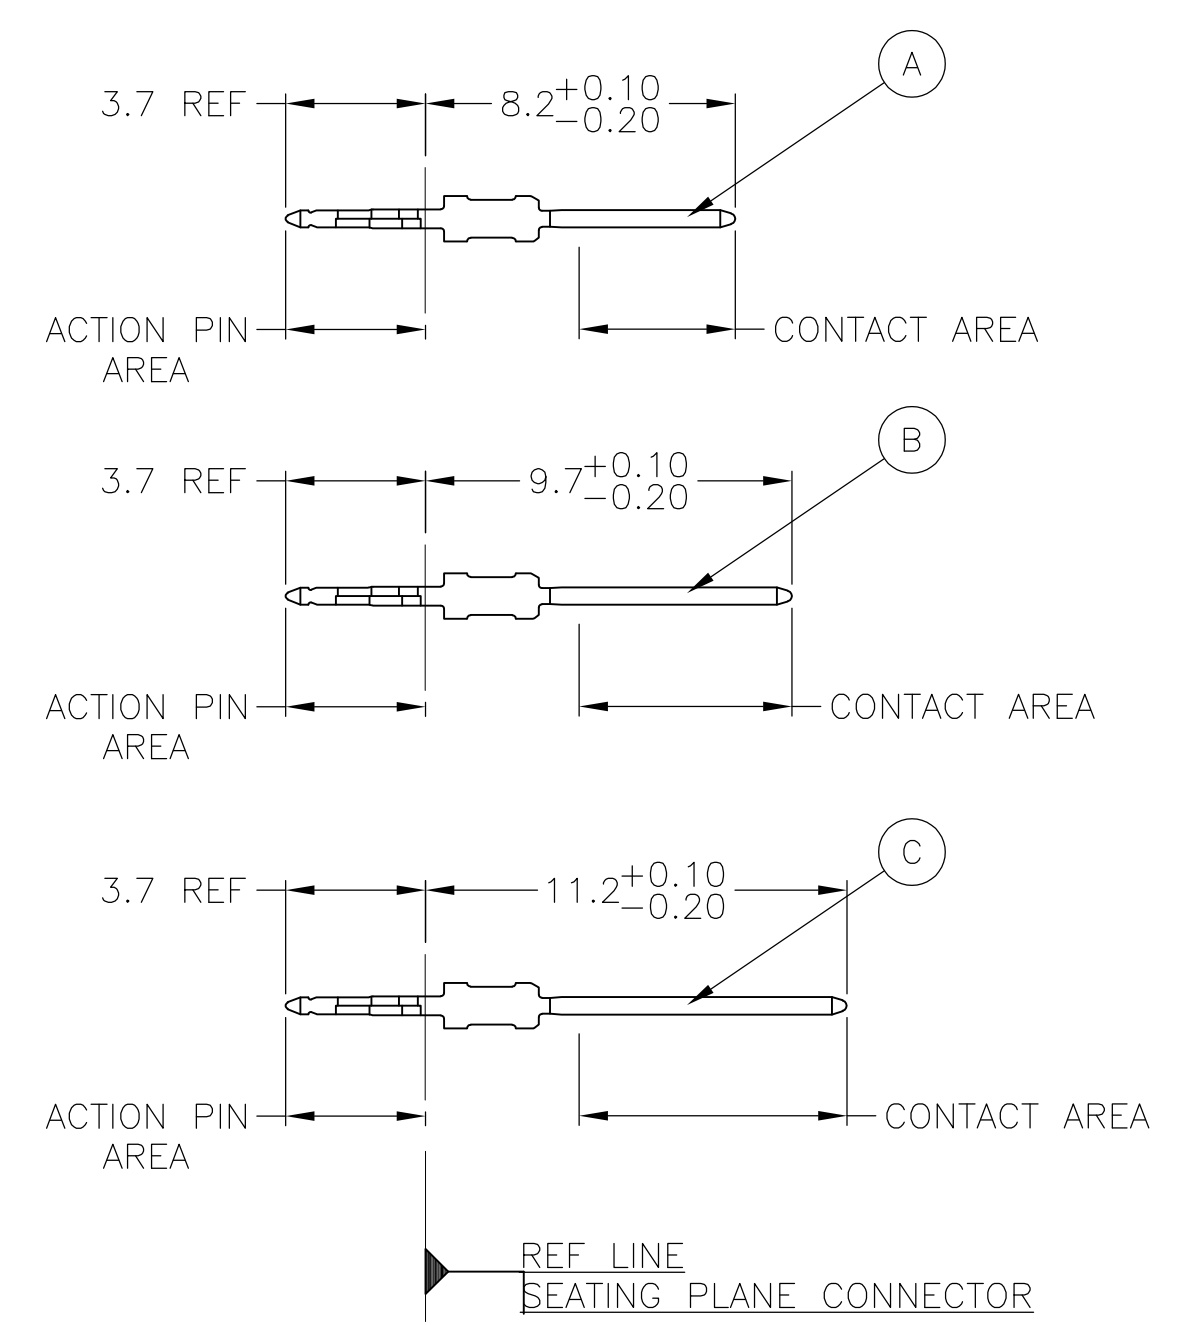 A
3.7 REF 8.2 +0.10
-0.20
ACTION PIN
AREA
CONTACT AREA
B
3.7 REF 9.7 +0.10
-0.20
ACTION PIN
AREA
CONTACT AREA
C
3.7 REF 11.2 +0.10
-0.20
ACTION PIN
AREA
CONTACT AREA
REF LINE
SEATING PLANE CONNECTOR